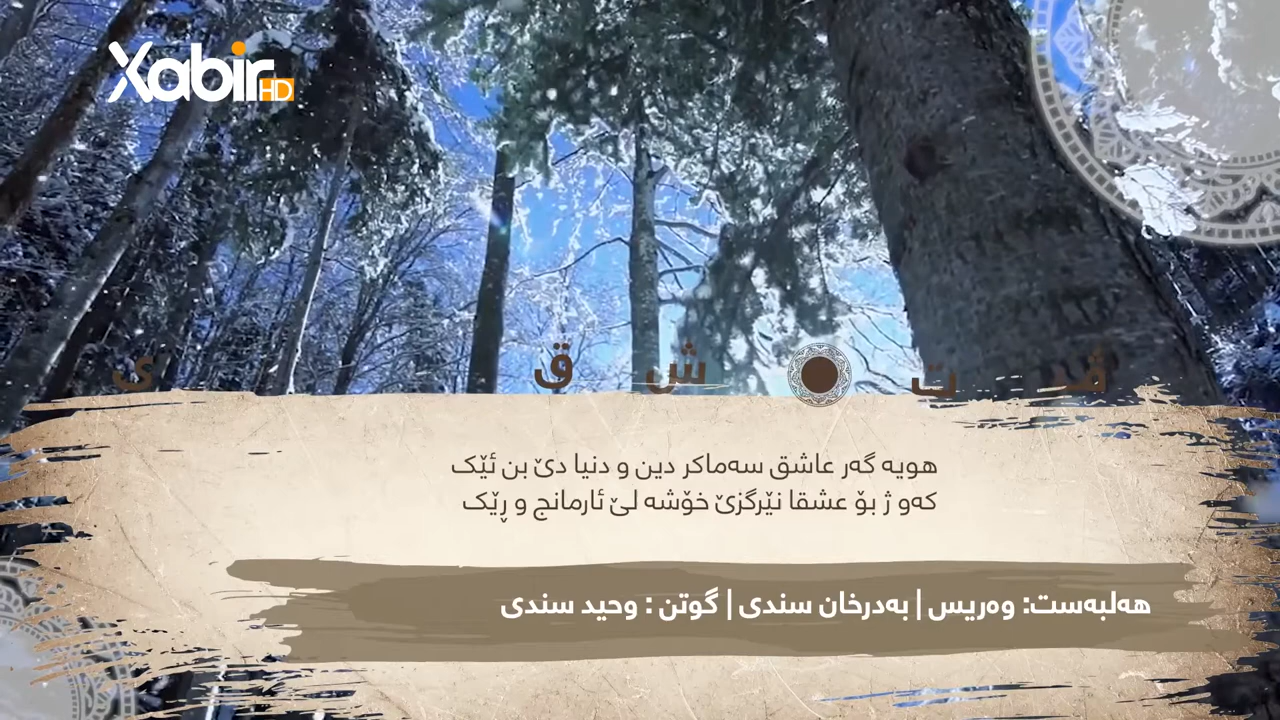 Xabir HD
ڤـ ت ش ق ی
هویە گەر عاشق سەماکر دین و دنیا دێ بن ئێک
کەو ژ بۆ عشقا نێرگزێ خۆشە لێ ئارمانج و ڕێک
هەلبەست: وەریس | بەدرخان سندی | گوتن : وحید سندی